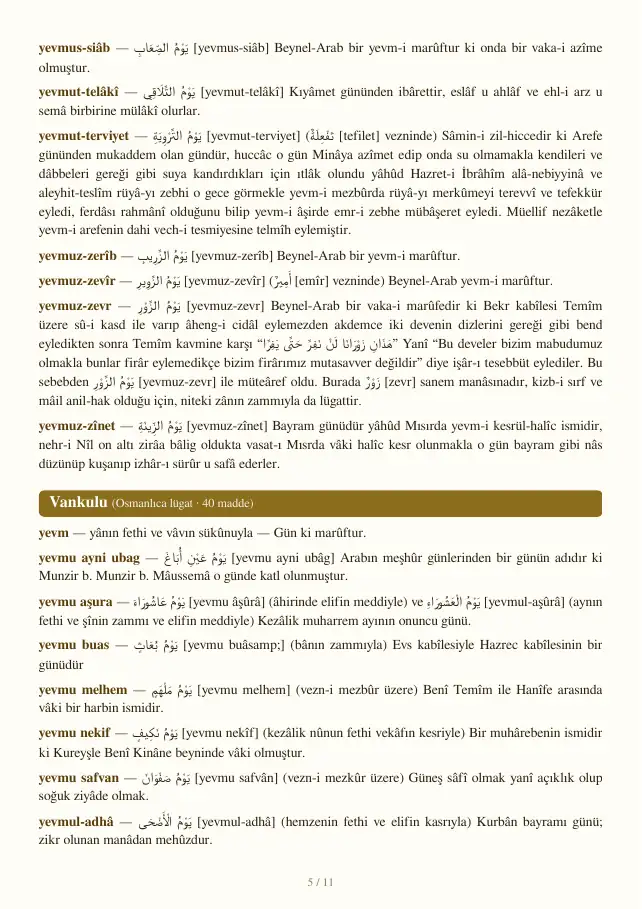 yevmus-siâb — يَوْمُ الصِّعَابِ [yevmus-siâb] Beynel-Arab bir yevm-i marûftur ki onda bir vaka-i azîme
olmuştur.
yevmut-telâkî — يَوْمُ التَّلَاقِي [yevmut-telâkî] Kıyâmet gününden ibârettir, eslâf u ahlâf ve ehl-i arz u
semâ birbirine mülâkî olurlar.
yevmut-terviyet — يَوْمُ التَّرْوِيَةِ [yevmut-terviyet] (تَفْعِلَةٌ [tefilet] vezninde) Sâmin-i zil-hiccedir ki Arefe
gününden mukaddem olan gündür, huccâc o gün Minâya azîmet edip onda su olmamakla kendileri ve
dâbbeleri gereği gibi suya kandırdıkları için ıtlâk olundu yâhûd Hazret-i İbrâhîm alâ-nebiyyinâ ve
aleyhit-teslîm rüyâ-yı zebhi o gece görmekle yevm-i mezbûrda rüyâ-yı merkûmeyi terevvî ve tefekkür
eyledi, ferdâsı rahmânî olduğunu bilip yevm-i âşirde emr-i zebhe mübâşeret eyledi. Müellif nezâketle
yevm-i arefenin dahi vech-i tesmiyesine telmîh eylemiştir.
yevmuz-zerîb — يَوْمُ الزَّرِيبِ [yevmuz-zerîb] Beynel-Arab bir yevm-i marûftur.
yevmuz-zevîr — يَوْمُ الزَّوِيرِ [yevmuz-zevîr] (أَمِيرٌ [emîr] vezninde) Beynel-Arab yevm-i marûftur.
yevmuz-zevr — يَوْمُ الزَّوْرِ [yevmuz-zevr] Beynel-Arab bir vaka-i marûfedir ki Bekr kabîlesi Temîm
üzere sû-i kasd ile varıp âheng-i cidâl eylemezden akdemce iki devenin dizlerini gereği gibi bend
eyledikten sonra Temîm kavmine karşı “هَذَانِ زَوْرَانَا لَنْ نَفِرَّ حَتَّى يَفِرَّا” Yanî “Bu develer bizim mabudumuz
olmakla bunlar firâr eylemedikçe bizim firârımız mutasavver değildir” diye işâr-ı tesebbüt eylediler. Bu
sebebden يَوْمُ الزَّوْرِ [yevmuz-zevr] ile müteâref oldu. Burada زَوْرٌ [zevr] sanem manâsınadır, kizb-i sırf ve
mâil anil-hak olduğu için, niteki zânın zammıyla da lügattir.
yevmuz-zînet — يَوْمُ الزِّينَةِ [yevmuz-zînet] Bayram günüdür yâhûd Mısırda yevm-i kesrül-halîc ismidir,
nehr-i Nîl on altı zirâa bâlig oldukta vasat-ı Mısrda vâki halîc kesr olunmakla o gün bayram gibi nâs
düzünüp kuşanıp izhâr-ı sürûr u safâ ederler.
Vankulu (Osmanlıca lügat · 40 madde)
yevm — yânın fethi ve vâvın sükûnuyla — Gün ki marûftur.
yevmu ayni ubag — يَوْمُ عَيْنِ أُبَاغَ [yevmu ayni ubâg] Arabın meşhûr günlerinden bir günün adıdır ki
Munzir b. Munzir b. Mâussemâ o günde katl olunmuştur.
yevmu aşura — يَوْمُ عَاشُورَاءَ [yevmu âşûrâ] (âhirinde elifin meddiyle) ve يَوْمُ الْعَشُورَاءِ [yevmul-aşûrâ] (aynın
fethi ve şînin zammı ve elifin meddiyle) Kezâlik muharrem ayının onuncu günü.
yevmu buas — يَوْمُ بُعَاثٍ [yevmu buâsamp;] (bânın zammıyla) Evs kabîlesiyle Hazrec kabîlesinin bir
günüdür
yevmu melhem — يَوْمُ مَلْهَمٍ [yevmu melhem] (vezn-i mezbûr üzere) Benî Temîm ile Hanîfe arasında
vâki bir harbin ismidir.
yevmu nekif — يَوْمُ نَكِيفٍ [yevmu nekîf] (kezâlik nûnun fethi vekâfın kesriyle) Bir muhârebenin ismidir
ki Kureyşle Benî Kinâne beyninde vâki olmuştur.
yevmu safvan — يَوْمُ صَفْوَانَ [yevmu safvân] (vezn-i mezkûr üzere) Güneş sâfî olmak yanî açıklık olup
soğuk ziyâde olmak.
yevmul-adhâ — يَوْمُ الْأَضْحَى [yevmul-adhâ] (hemzenin fethi ve elifin kasrıyla) Kurbân bayramı günü;
zikr olunan manâdan mehûzdur.
5 / 11